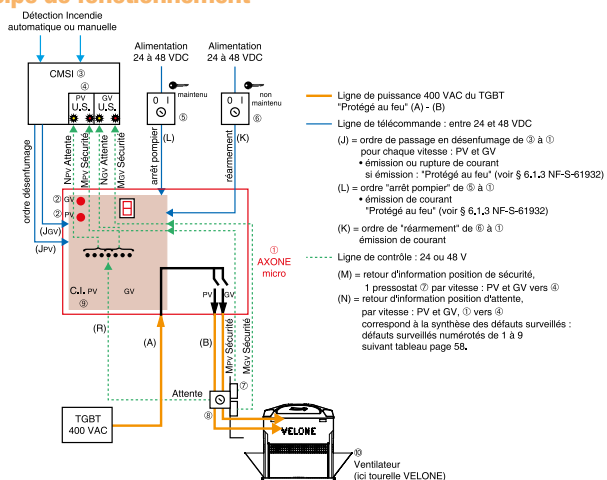 ipe de fonctionnement
Détection Incendie
automatique ou manuelle
CMSI ③
④
PV GV
U.S. U.S.
Alimentation
24 à 48 VDC
maintenu
0 I
⑤
(L)
Alimentation
24 à 48 VDC
non
maintenu
0 I
⑥
(K)
ordre désenfumage
NPV Attente
MPV Sécurité
NGV Attente
MGV Sécurité
arrêt pompier
réarmement
② GV
② PV
(JGV)
(JPV)
①
AXONE
micro
C.I. PV GV
⑨
PV GV
(R)
(A)
(B)
MPV Sécurité
MGV Sécurité
Attente
⑦
⑧
TGBT
400 VAC
VELONE
⑩
Ventilateur
(ici tourelle VELONE)
Ligne de puissance 400 VAC du TGBT
"Protégé au feu" (A) - (B)
Ligne de télécommande : entre 24 et 48 VDC
(J) = ordre de passage en désenfumage de ③ à ①
pour chaque vitesse : PV et GV
• émission ou rupture de courant
si émission : "Protégé au feu" (voir § 6.1.3 NF-S-61932)
(L) = ordre "arrêt pompier" de ⑤ à ①
• émission de courant
"Protégé au feu" (voir § 6.1.3 NF-S-61932)
(K) = ordre de "réarmement" de ⑥ à ①
émission de courant
Ligne de contrôle : 24 ou 48 V
(M) = retour d'information position de sécurité,
1 pressostat ⑦ par vitesse : PV et GV vers ④
(N) = retour d'information position d'attente,
par vitesse : PV et GV, ① vers ④
correspond à la synthèse des défauts surveillés :
défauts surveillés numérotés de 1 à 9
suivant tableau page 58.